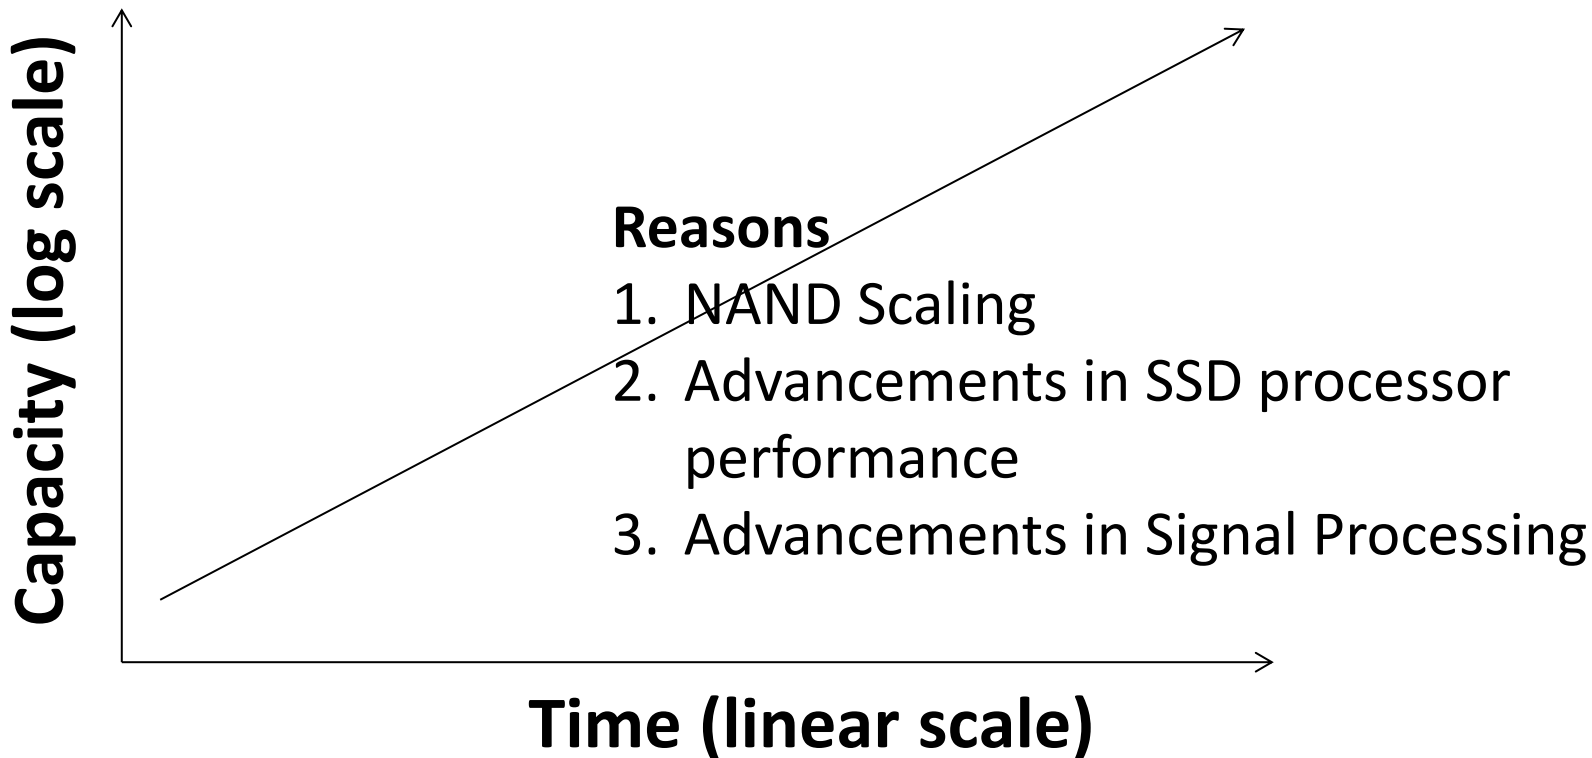 Capacity (log scale)
Reasons
1. NAND Scaling
2. Advancements in SSD processor
performance
3. Advancements in Signal Processing
Time (linear scale)